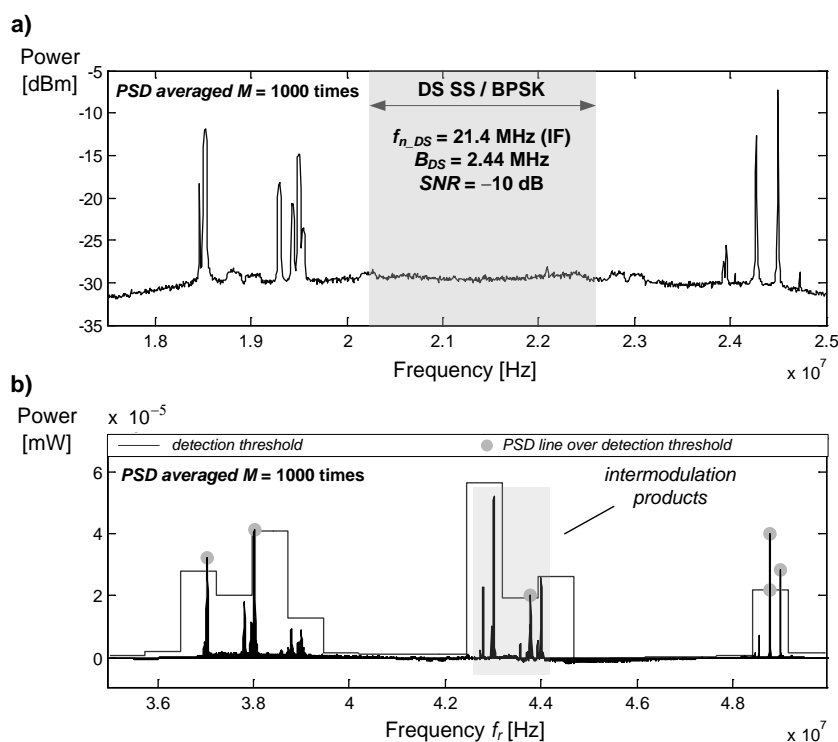 a)
Power
[dBm]
PSD averaged M = 1000 times
DS SS / BPSK
f_n_DS = 21.4 MHz (IF)
B_DS = 2.44 MHz
SNR = −10 dB
-5
-10
-15
-20
-25
-30
-35
1.8 1.9 2 2.1 2.2 2.3 2.4 2.5
Frequency [Hz]
x 10^7
b)
Power
[mW]
x 10^−5
detection threshold PSD line over detection threshold
PSD averaged M = 1000 times
intermodulation
products
6
4
2
0
3.6 3.8 4 4.2 4.4 4.6 4.8
Frequency f_r [Hz]
x 10^7